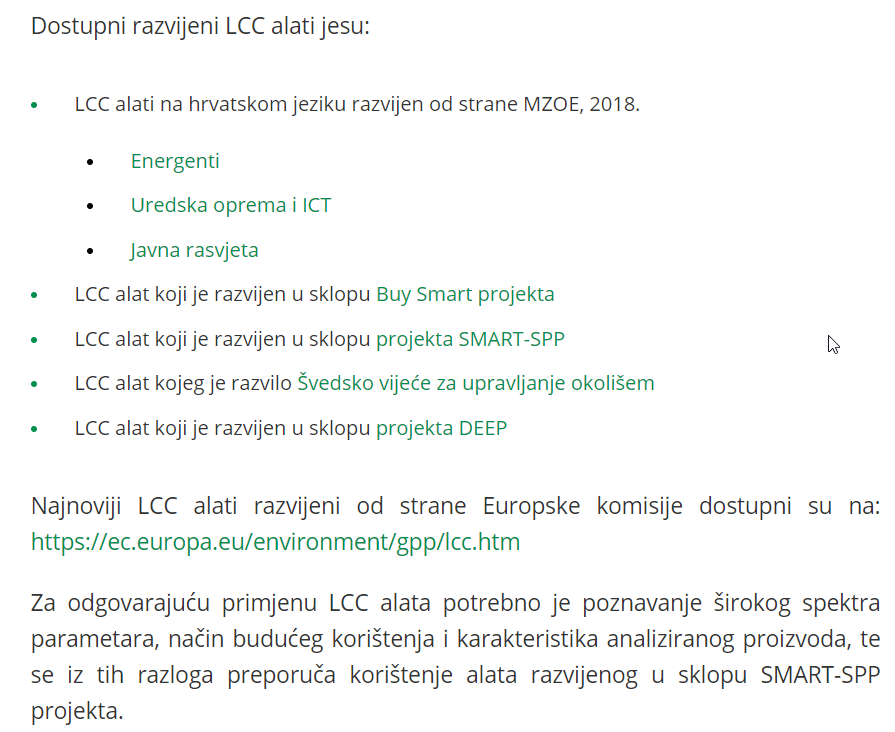 Dostupni razvijeni LCC alati jesu:
• LCC alati na hrvatskom jeziku razvijen od strane MZOE, 2018.
• Energenti
• Uredska oprema i ICT
• Javna rasvjeta
• LCC alat koji je razvijen u sklopu Buy Smart projekta
• LCC alat koji je razvijen u sklopu projekta SMART-SPP
• LCC alat kojeg je razvilo Švedsko vijeće za upravljanje okolišem
• LCC alat koji je razvijen u sklopu projekta DEEP
Najnoviji LCC alati razvijeni od strane Europske komisije dostupni su na:
https://ec.europa.eu/environment/gpp/lcc.htm
Za odgovarajuću primjenu LCC alata potrebno je poznavanje širokog spektra
parametara, način budućeg korištenja i karakteristika analiziranog proizvoda, te
se iz tih razloga preporuča korištenje alata razvijenog u sklopu SMART-SPP
projekta.